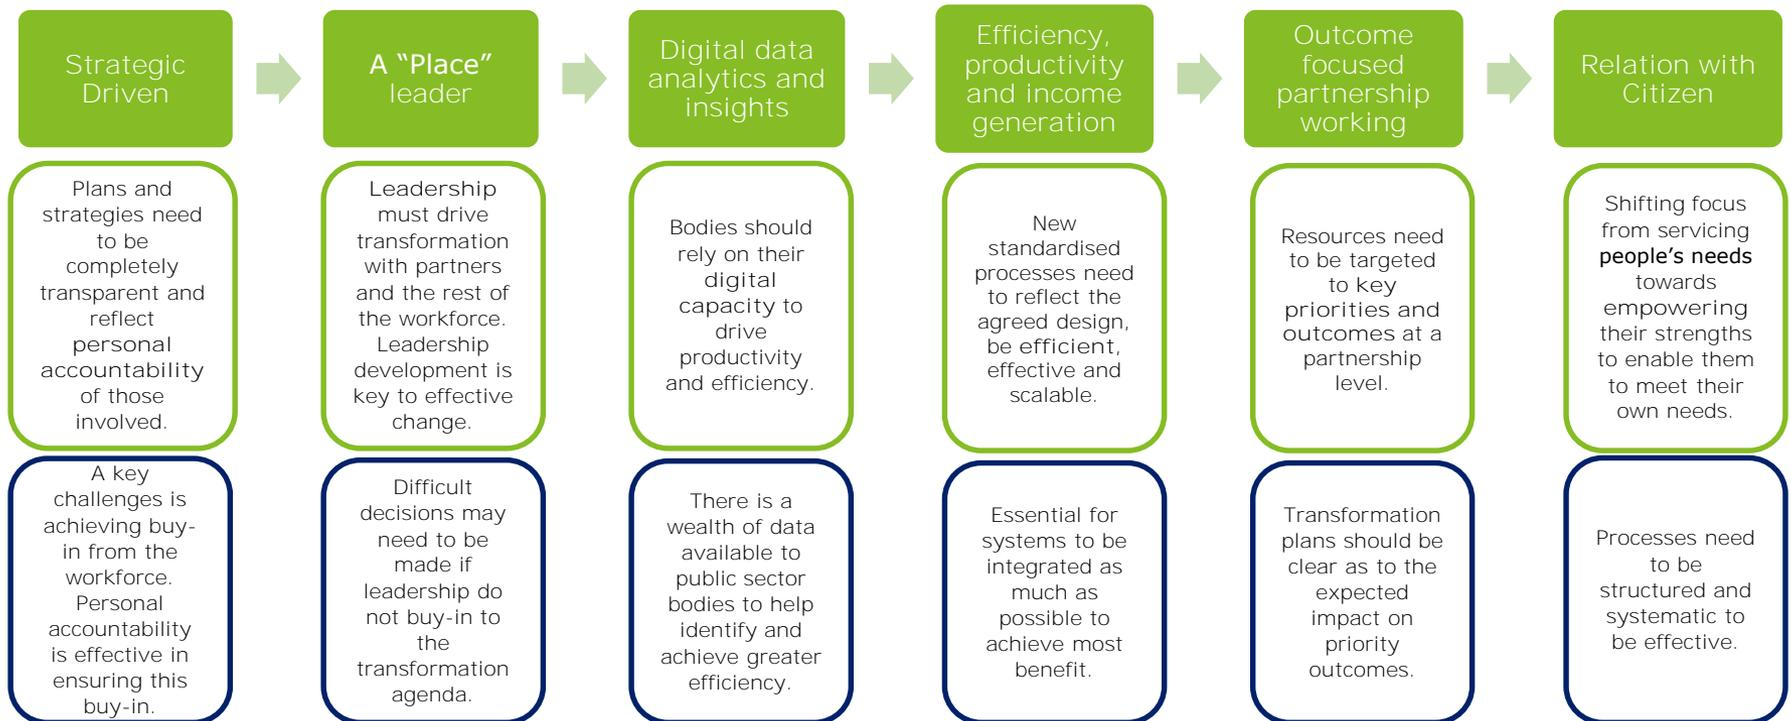 Strategic
Driven
A “Place”
leader
Digital data
analytics and
insights
Efficiency,
productivity
and income
generation
Outcome
focused
partnership
working
Relation with
Citizen
Plans and
strategies need
to be
completely
transparent and
reflect
personal
accountability
of those
involved.
Leadership
must drive
transformation
with partners
and the rest of
the workforce.
Leadership
development is
key to effective
change.
Bodies should
rely on their
digital
capacity to
drive
productivity
and efficiency.
New
standardised
processes need
to reflect the
agreed design,
be efficient,
effective and
scalable.
Resources need
to be targeted
to key
priorities and
outcomes at a
partnership
level.
Shifting focus
from servicing
people’s needs
towards
empowering
their strengths
to enable them
to meet their
own needs.
A key
challenges is
achieving buy-
in from the
workforce.
Personal
accountability
is effective in
ensuring this
buy-in.
Difficult
decisions may
need to be
made if
leadership do
not buy-in to
the
transformation
agenda.
There is a
wealth of data
available to
public sector
bodies to help
identify and
achieve greater
efficiency.
Essential for
systems to be
integrated as
much as
possible to
achieve most
benefit.
Transformation
plans should be
clear as to the
expected
impact on
priority
outcomes.
Processes need
to be
structured and
systematic to
be effective.